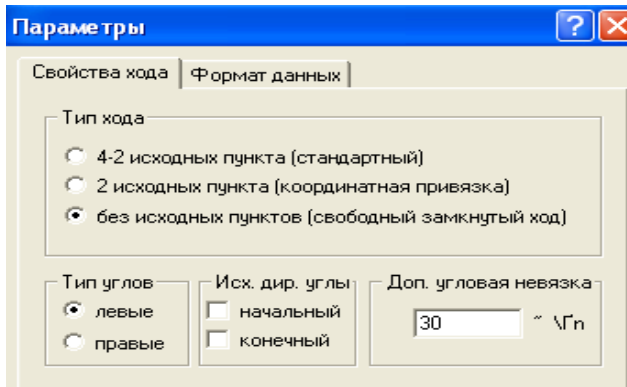 Параметры
Свойства хода Формат данных
Тип хода
4-2 исходных пункта (стандартный)
2 исходных пункта (координатная привязка)
без исходных пунктов (свободный замкнутый ход)
Тип углов Исх. дир. углы Доп. угловая невязка
левые начальный 30 " \Гn
правые конечный